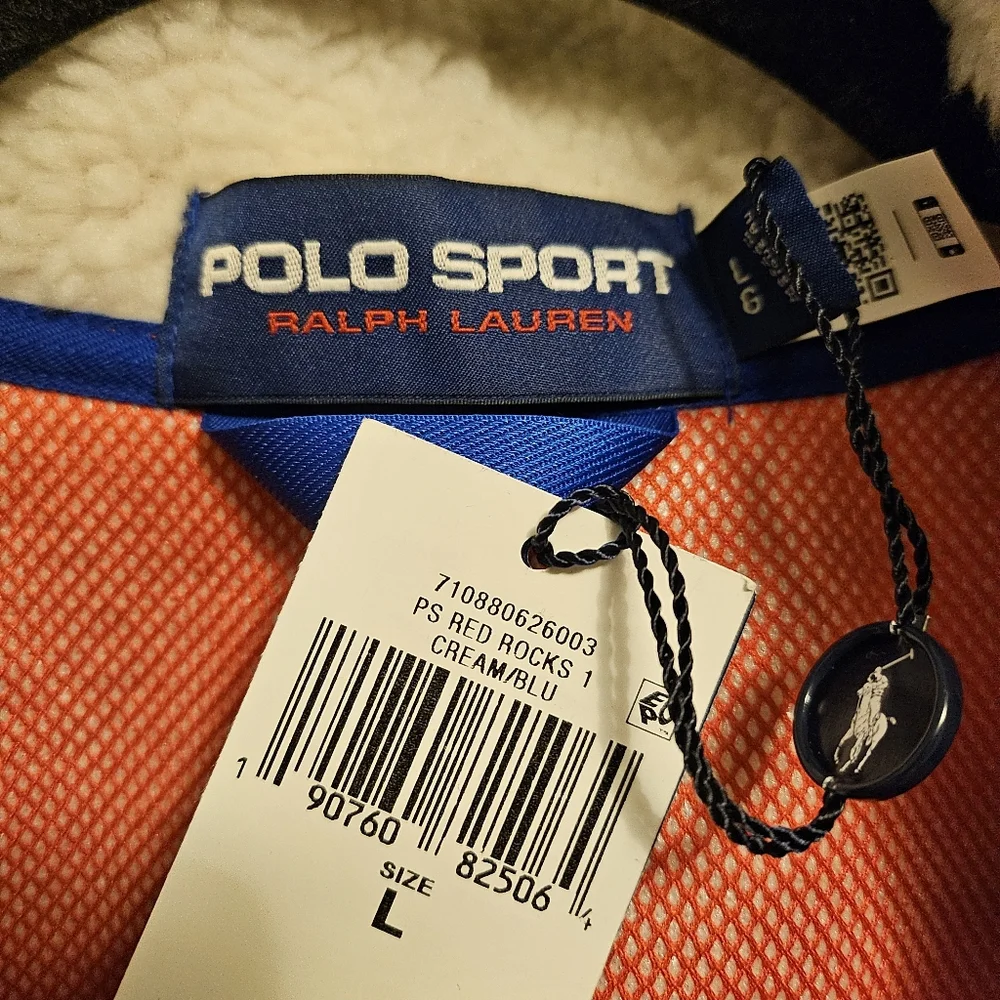 POLO SPORT
RALPH LAUREN
710880626003
PS RED ROCKS 1
CREAM/BLU
1 90760 82506 4
SIZE
L